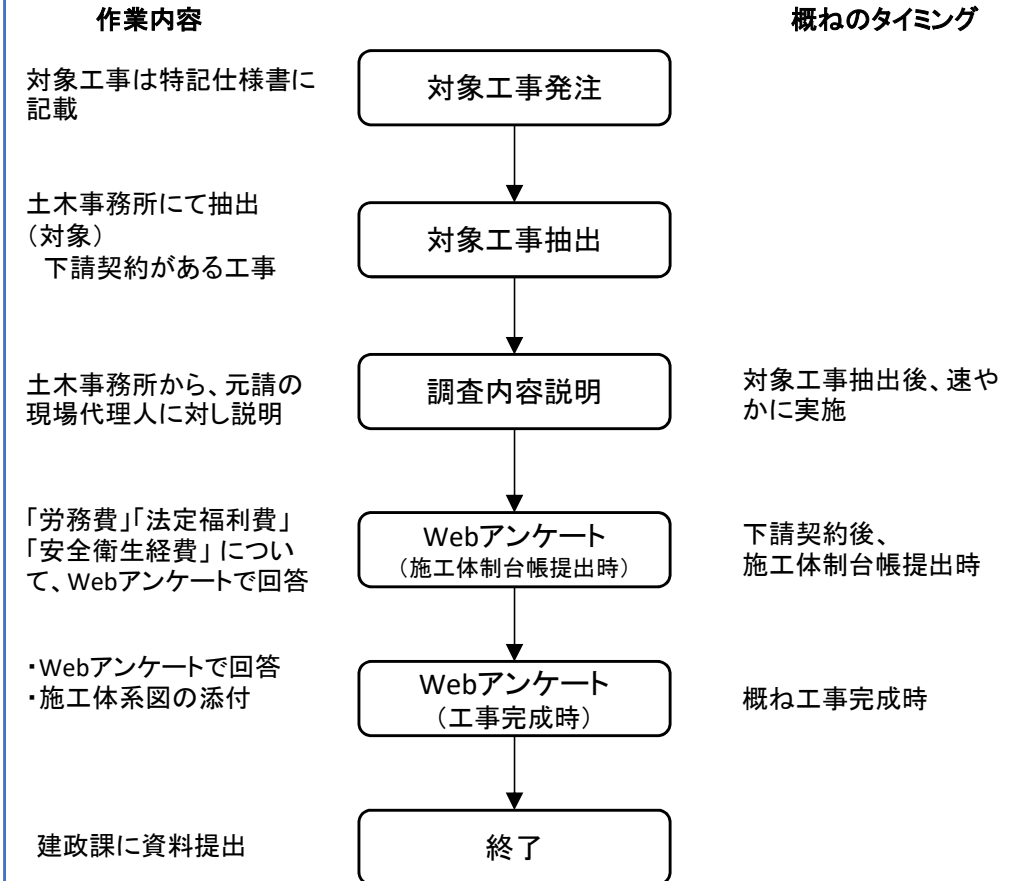 作業内容
概ねのタイミング
対象工事は特記仕様書に
記載
対象工事発注
土木事務所にて抽出
（対象）
下請契約がある工事
対象工事抽出
土木事務所から、元請の
現場代理人に対し説明
調査内容説明
対象工事抽出後、速や
かに実施
「労務費」「法定福利費」
「安全衛生経費」につい
て、Webアンケートで回答
Webアンケート
（施工体制台帳提出時）
下請契約後、
施工体制台帳提出時
・Webアンケートで回答
・施工体系図の添付
Webアンケート
（工事完成時）
概ね工事完成時
建政課に資料提出
終了